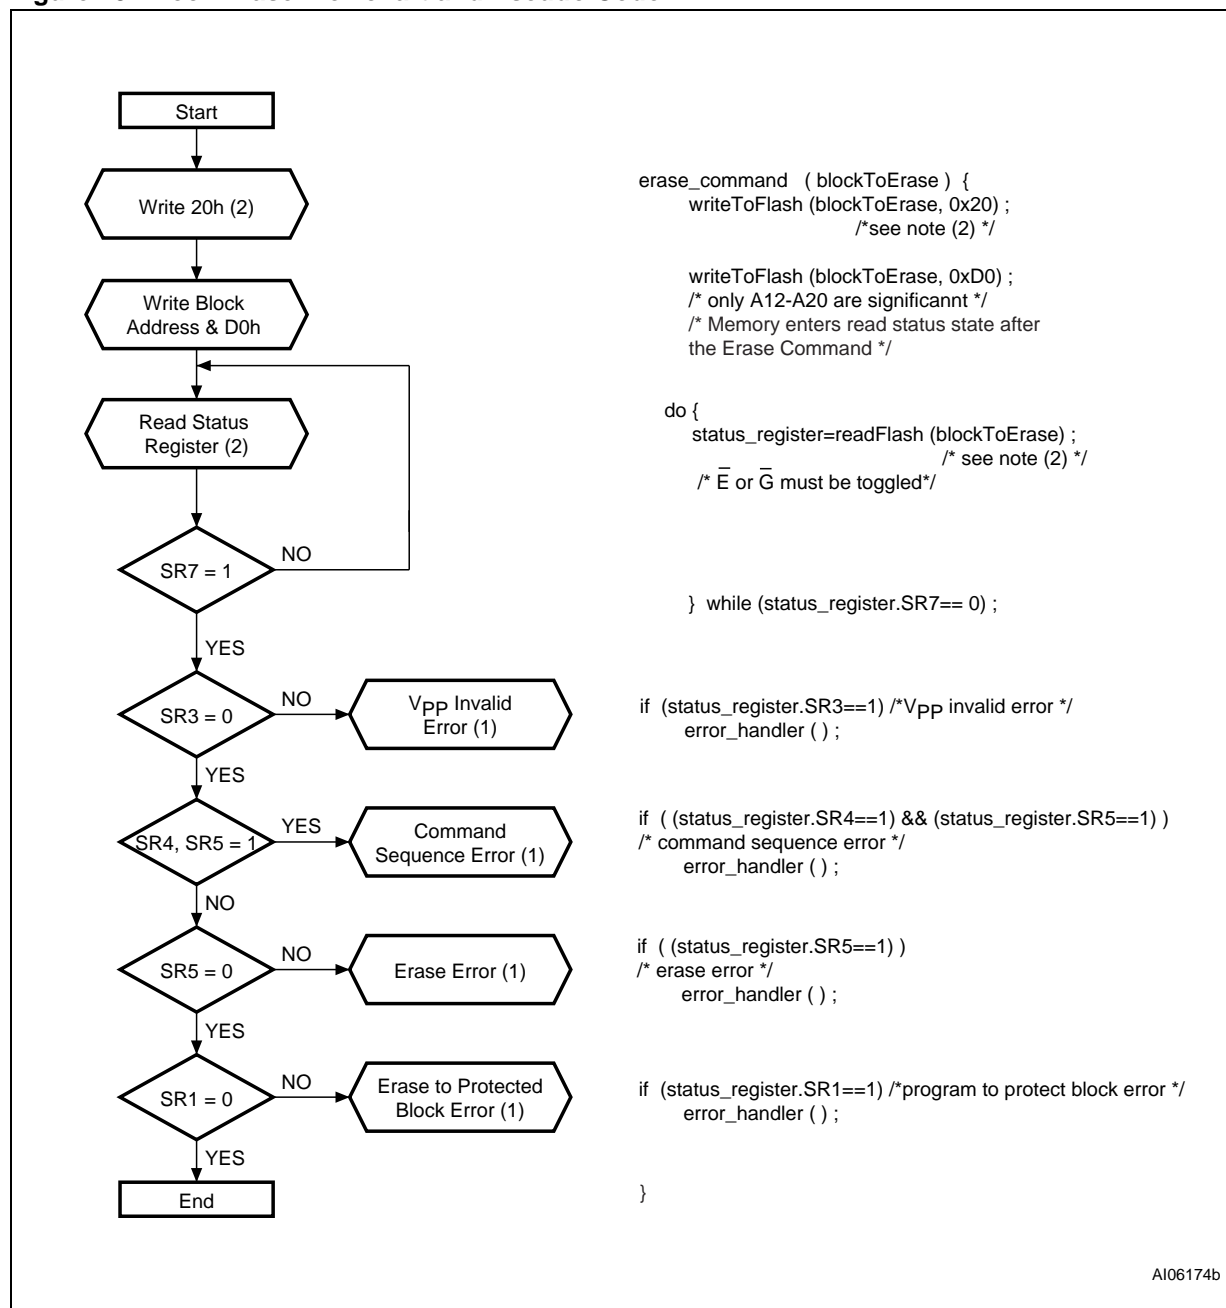 Start
Write 20h (2)
Write Block
Address & D0h
Read Status
Register (2)
NO
SR7 = 1
YES
NO
SR3 = 0
VPP Invalid
Error (1)
YES
YES
SR4, SR5 = 1
Command
Sequence Error (1)
NO
NO
SR5 = 0
Erase Error (1)
YES
NO
SR1 = 0
Erase to Protected
Block Error (1)
YES
End
erase_command ( blockToErase ) {
writeToFlash (blockToErase, 0x20) ;
/*see note (2) */
writeToFlash (blockToErase, 0xD0) ;
/* only A12-A20 are significannt */
/* Memory enters read status state after
the Erase Command */
do {
status_register=readFlash (blockToErase) ;
/* see note (2) */
/* E̅ or G̅ must be toggled*/
} while (status_register.SR7== 0) ;
if (status_register.SR3==1) /*VPP invalid error */
error_handler ( ) ;
if ( (status_register.SR4==1) && (status_register.SR5==1) )
/* command sequence error */
error_handler ( ) ;
if ( (status_register.SR5==1) )
/* erase error */
error_handler ( ) ;
if (status_register.SR1==1) /*program to protect block error */
error_handler ( ) ;
}
AI06174b